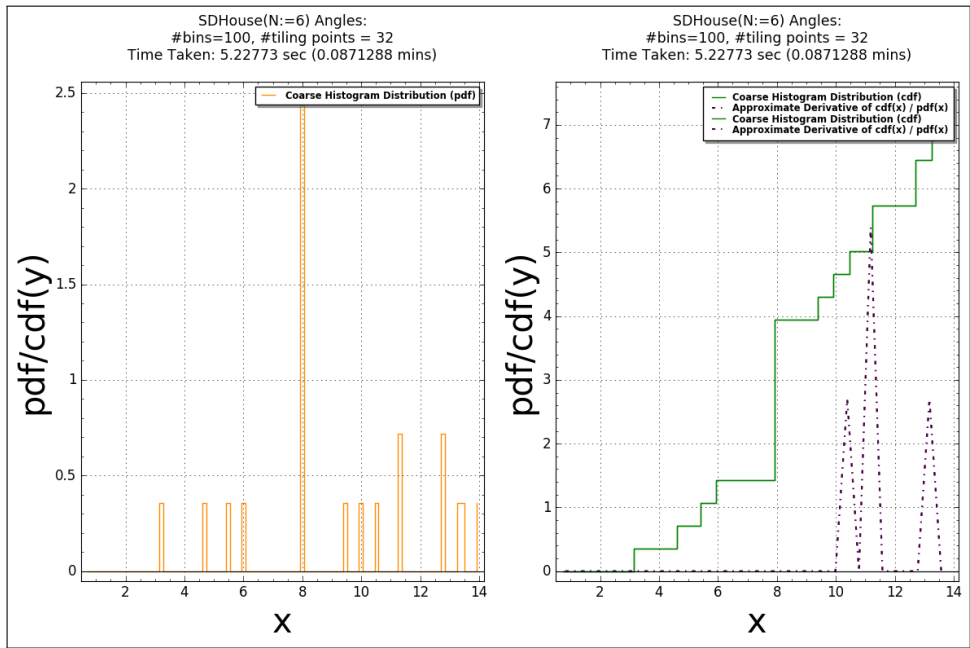 SDHouse(N:=6) Angles:
#bins=100, #tiling points = 32
Time Taken: 5.22773 sec (0.0871288 mins)
Coarse Histogram Distribution (pdf)
2.5
2
1.5
1
0.5
0
2 4 6 8 10 12 14
pdf/cdf(y)
x
SDHouse(N:=6) Angles:
#bins=100, #tiling points = 32
Time Taken: 5.22773 sec (0.0871288 mins)
Coarse Histogram Distribution (cdf)
Approximate Derivative of cdf(x) / pdf(x)
Coarse Histogram Distribution (cdf)
Approximate Derivative of cdf(x) / pdf(x)
7
6
5
4
3
2
1
0
2 4 6 8 10 12 14
pdf/cdf(y)
x